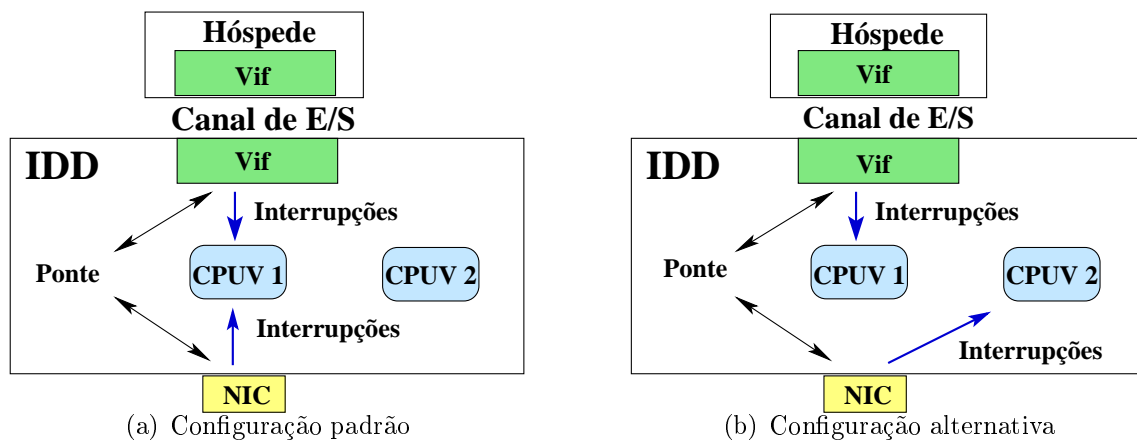 Hóspede
Vif
Canal de E/S
Vif
IDD
Interrupções
Ponte
CPUV 1
CPUV 2
Interrupções
NIC
(a) Configuração padrão
Hóspede
Vif
Canal de E/S
Vif
IDD
Interrupções
Ponte
CPUV 1
CPUV 2
Interrupções
NIC
(b) Configuração alternativa